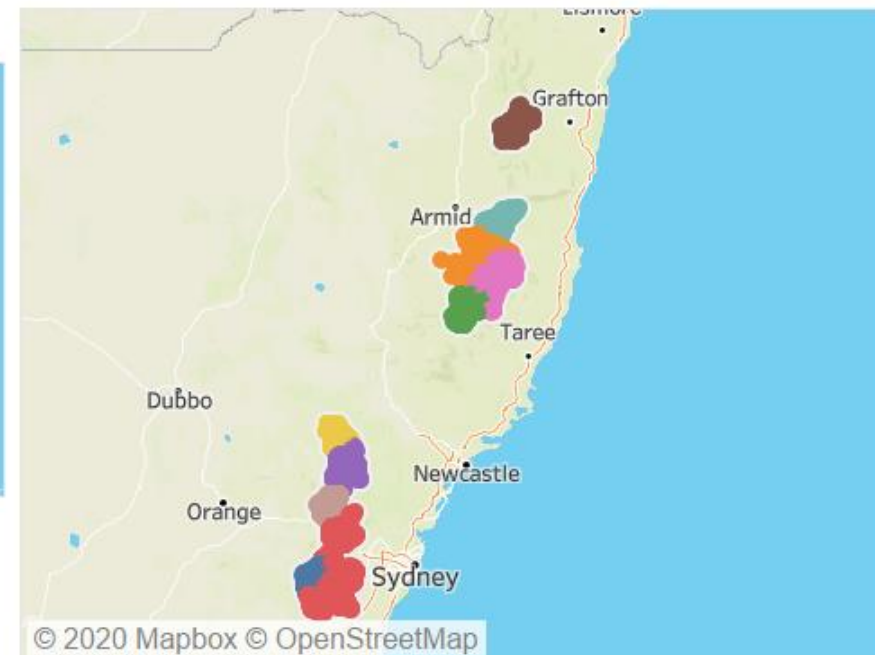 Grafton
Armid
Taree
Dubbo
Newcastle
Orange
Sydney
© 2020 Mapbox © OpenStreetMap